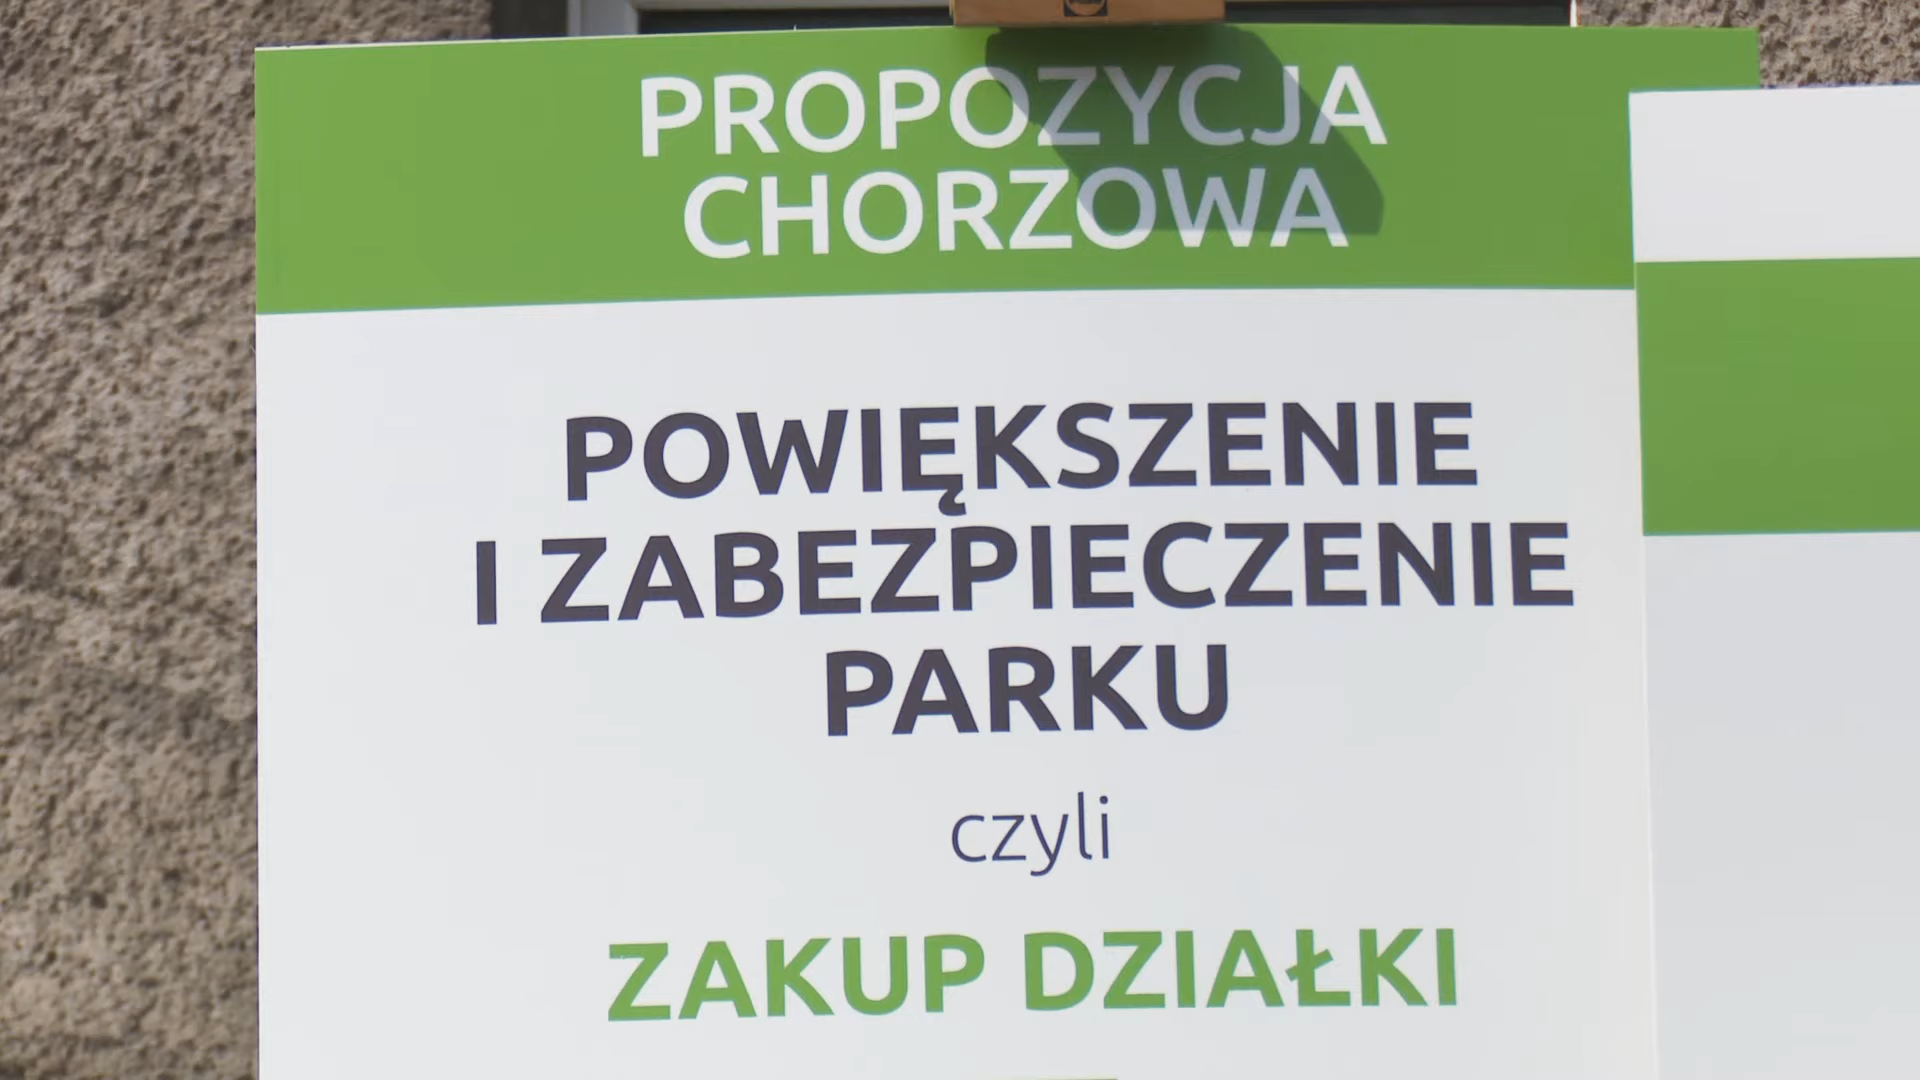 PROPOZYCJA
CHORZOWA
POWIĘKSZENIE
I ZABEZPIECZENIE
PARKU
czyli
ZAKUP DZIAŁKI